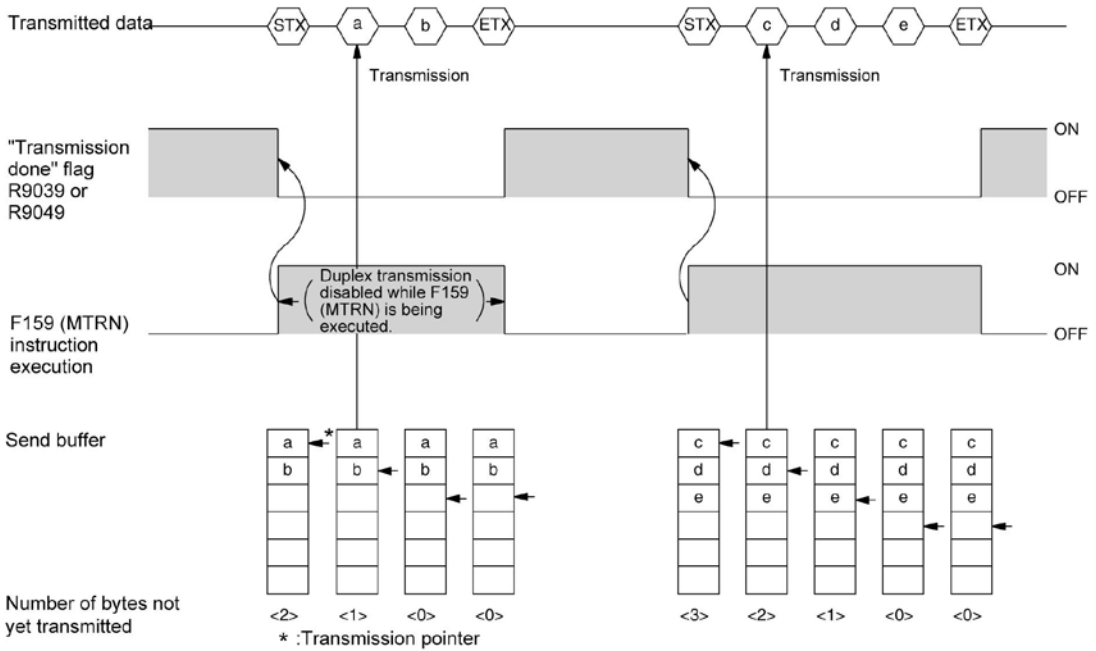 Transmitted data STX a b ETX STX c d e ETX
Transmission Transmission
"Transmission
done" flag
R9039 or
R9049
ON
OFF
F159 (MTRN)
instruction
execution
Duplex transmission
disabled while F159
(MTRN) is being
executed.
ON
OFF
Send buffer
* a a a a c c c c c
b b b b d d d d d
e e e e e
Number of bytes not
yet transmitted
<2> <1> <0> <0> <3> <2> <1> <0> <0>
* :Transmission pointer